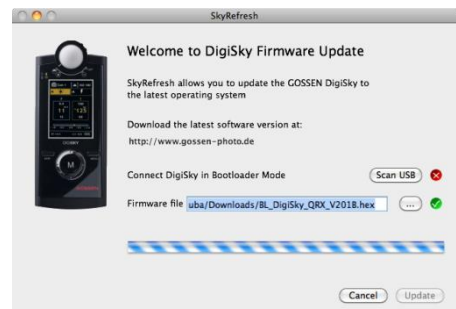 SkyRefresh
Welcome to DigiSky Firmware Update
SkyRefresh allows you to update the GOSSEN DigiSky to
the latest operating system
Download the latest software version at:
http://www.gossen-photo.de
Connect DigiSky in Bootloader Mode
Scan USB
Firmware file
uba/Downloads/BL_DigiSky_QRX_V201B.hex
...
Cancel
Update